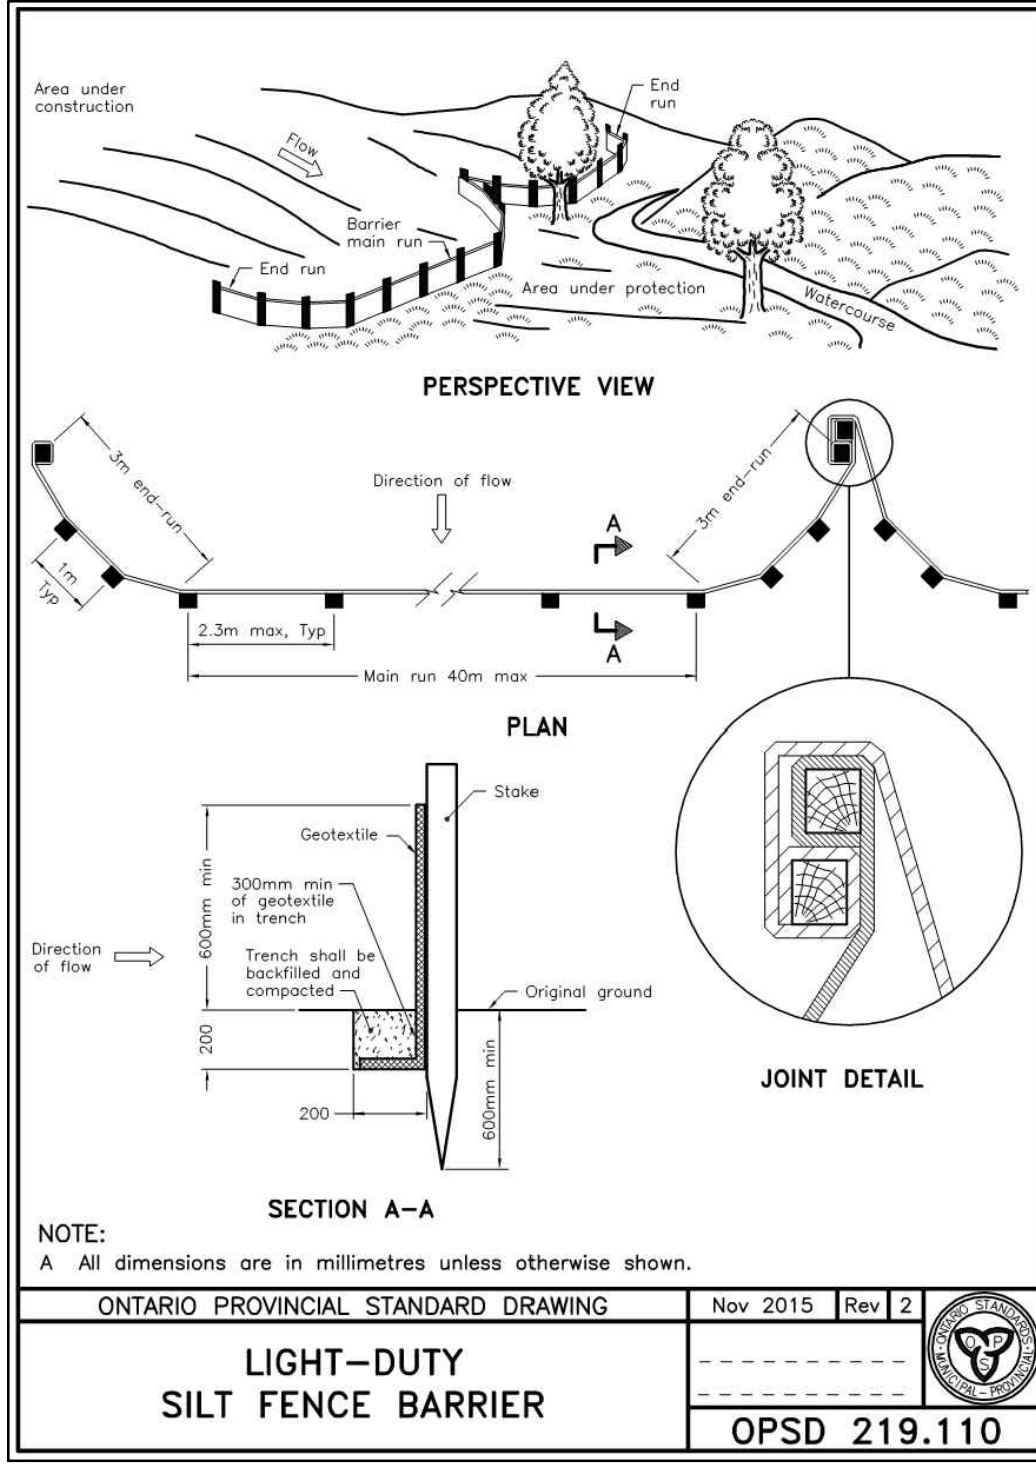 Area under
construction
End
run
Flow
Barrier
main run
End run
Area under protection
Watercourse
PERSPECTIVE VIEW
3m end-run
Direction of flow
3m end-run
A
1m
Typ
2.3m max, Typ
A
Main run 40m max
PLAN
Stake
Geotextile
600mm min
300mm min
of geotextile
in trench
Direction
of flow
Trench shall be
backfilled and
compacted
Original ground
200
600mm min
200
JOINT DETAIL
SECTION A-A
NOTE:
A All dimensions are in millimetres unless otherwise shown.
ONTARIO PROVINCIAL STANDARD DRAWING
Nov 2015
Rev 2
LIGHT-DUTY
SILT FENCE BARRIER
ONTARIO STANDARDS
MUNICIPAL - PROVINCIAL
O P
S
OPSD 219.110